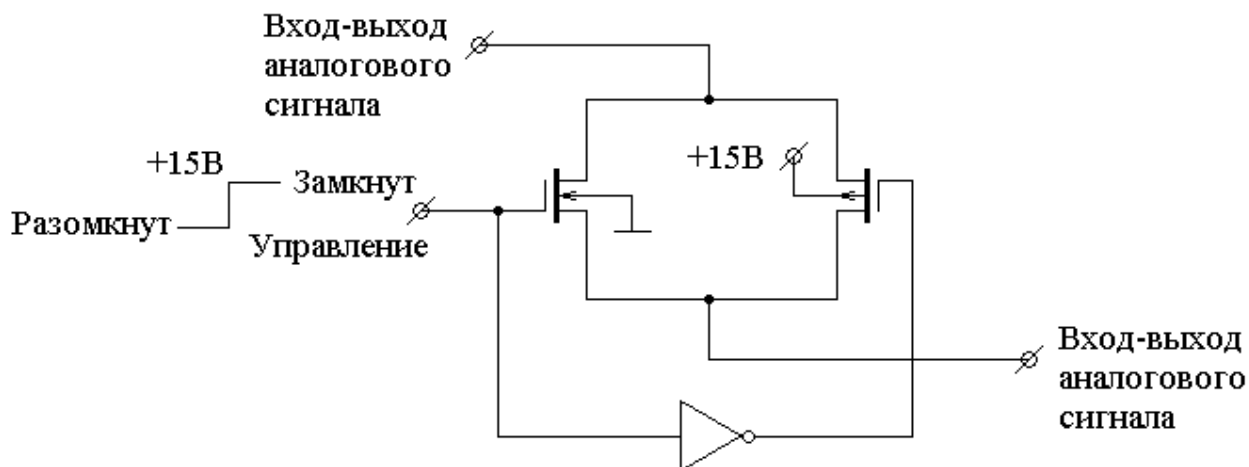 Вход-выход
аналогового
сигнала
+15В
Замкнут
Разомкнут
Управление
+15В
Вход-выход
аналогового
сигнала